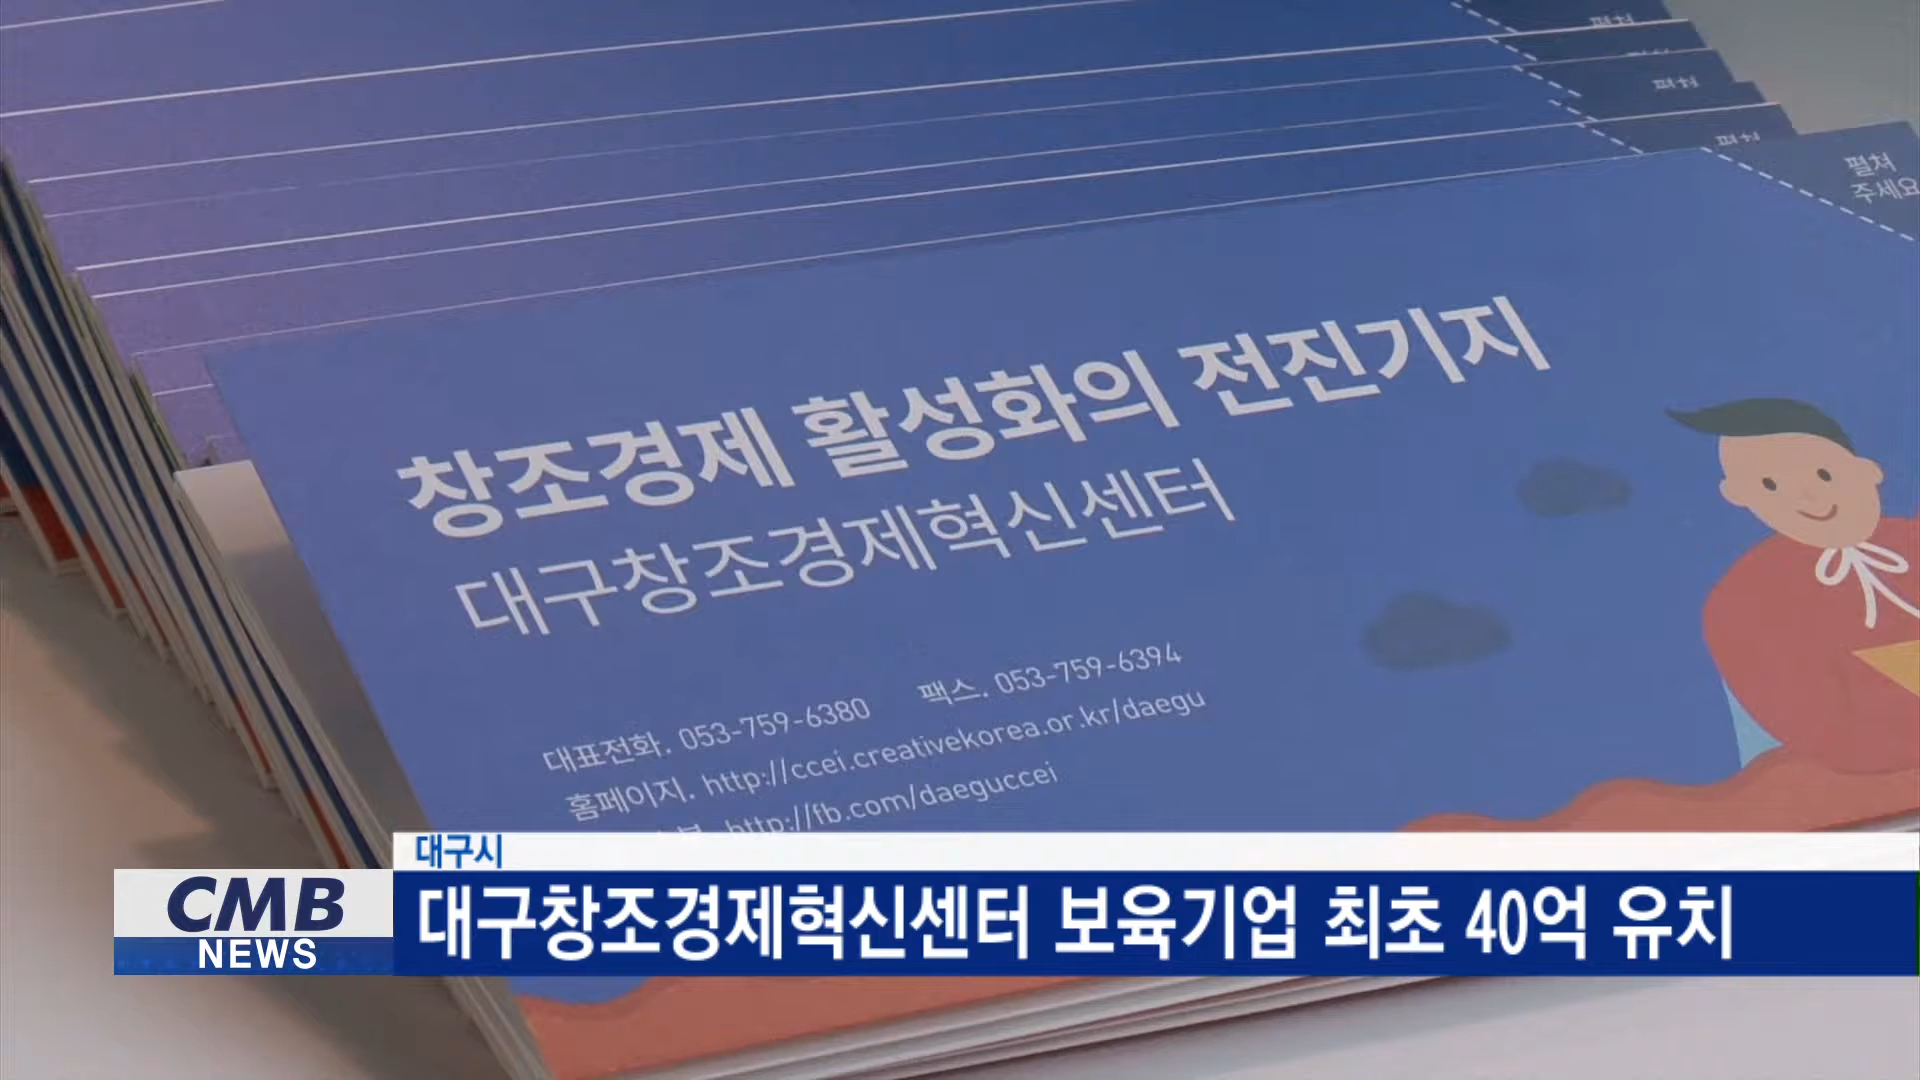 펼쳐
펼쳐
주세요
창조경제 활성화의 전진기지
대구창조경제혁신센터
대표전화. 053-759-6380 팩스. 053-759-6394
홈페이지. http://ccei.creativekorea.or.kr/daegu
http://fb.com/daeguccei
대구시
CMB
NEWS
대구창조경제혁신센터 보육기업 최초 40억 유치